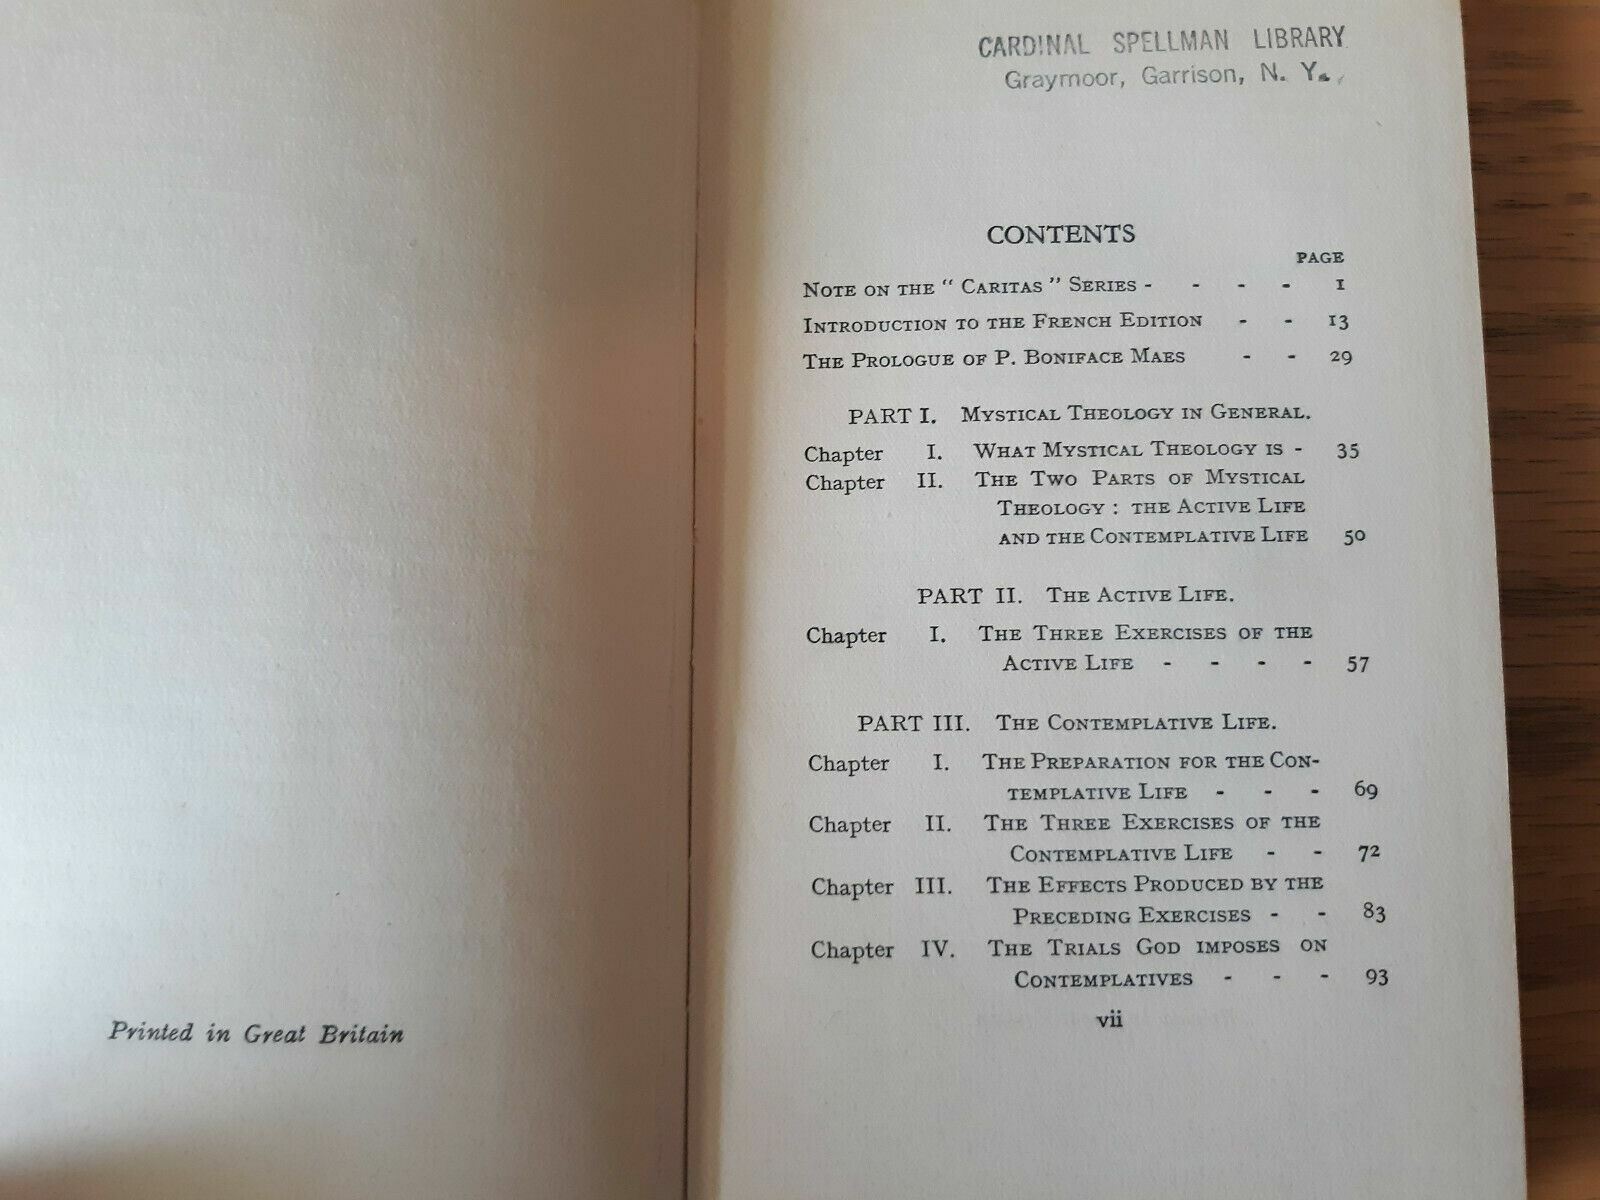 Printed in Great Britain
CARDINAL SPELLMAN LIBRARY
Graymoor, Garrison, N. Y.
CONTENTS
PAGE
NOTE ON THE “ CARITAS ” SERIES - - - - 1
INTRODUCTION TO THE FRENCH EDITION - - 13
THE PROLOGUE OF P. BONIFACE MAES - - 29
PART I. MYSTICAL THEOLOGY IN GENERAL.
Chapter I. WHAT MYSTICAL THEOLOGY IS - 35
Chapter II. THE TWO PARTS OF MYSTICAL
THEOLOGY : THE ACTIVE LIFE
AND THE CONTEMPLATIVE LIFE 50
PART II. THE ACTIVE LIFE.
Chapter I. THE THREE EXERCISES OF THE
ACTIVE LIFE - - - - 57
PART III. THE CONTEMPLATIVE LIFE.
Chapter I. THE PREPARATION FOR THE CON-
TEMPLATIVE LIFE - - - 69
Chapter II. THE THREE EXERCISES OF THE
CONTEMPLATIVE LIFE - - 72
Chapter III. THE EFFECTS PRODUCED BY THE
PRECEDING EXERCISES - - 83
Chapter IV. THE TRIALS GOD IMPOSES ON
CONTEMPLATIVES - - - 93
vii